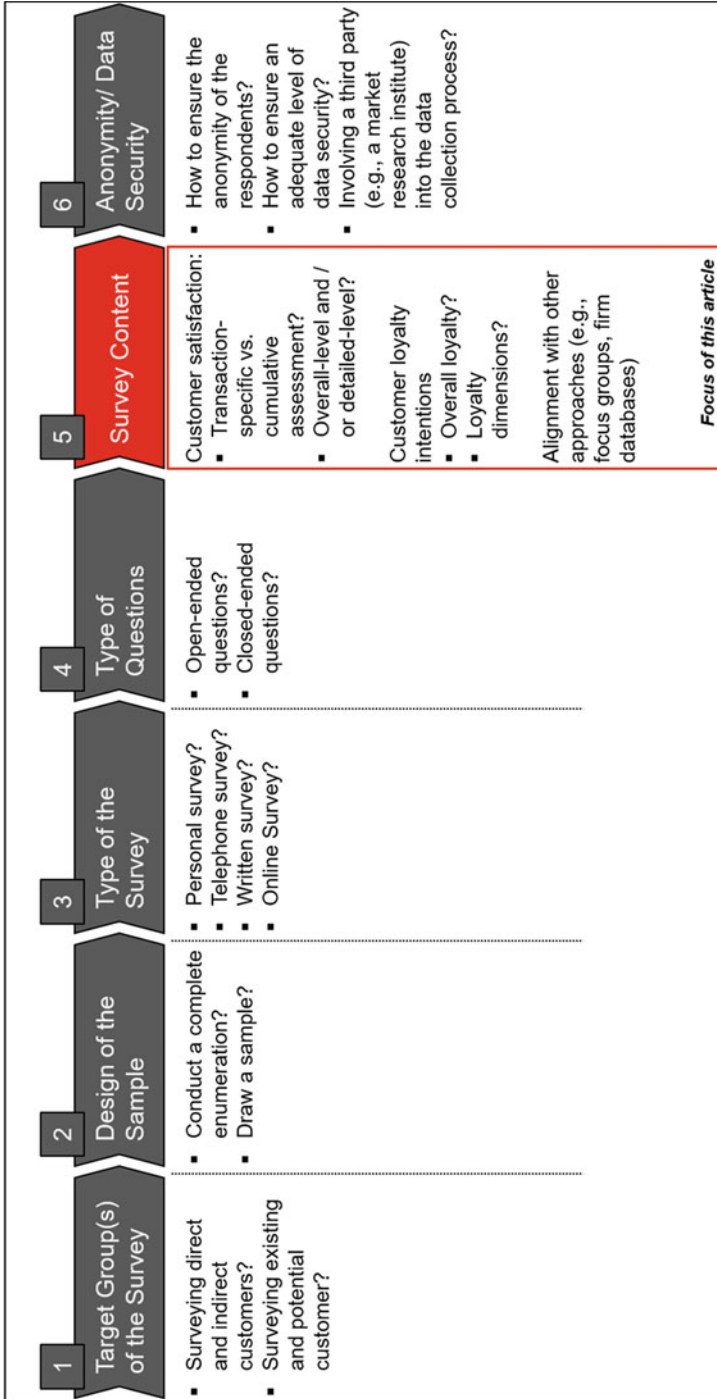 1
Target Group(s)
of the Survey
▪ Surveying direct
and indirect
customers?
▪ Surveying existing
and potential
customer?
2
Design of the
Sample
▪ Conduct a complete
enumeration?
▪ Draw a sample?
3
Type of the
Survey
▪ Personal survey?
▪ Telephone survey?
▪ Written survey?
▪ Online Survey?
4
Type of
Questions
▪ Open-ended
questions?
▪ Closed-ended
questions?
5
Survey Content
Customer satisfaction:
▪ Transaction-
specific vs.
cumulative
assessment?
▪ Overall-level and /
or detailed-level?
Customer loyalty
intentions
▪ Overall loyalty?
▪ Loyalty
dimensions?
Alignment with other
approaches (e.g.,
focus groups, firm
databases)
Focus of this article
6
Anonymity/ Data
Security
▪ How to ensure the
anonymity of the
respondents?
▪ How to ensure an
adequate level of
data security?
▪ Involving a third party
(e.g., a market
research institute)
into the data
collection process?